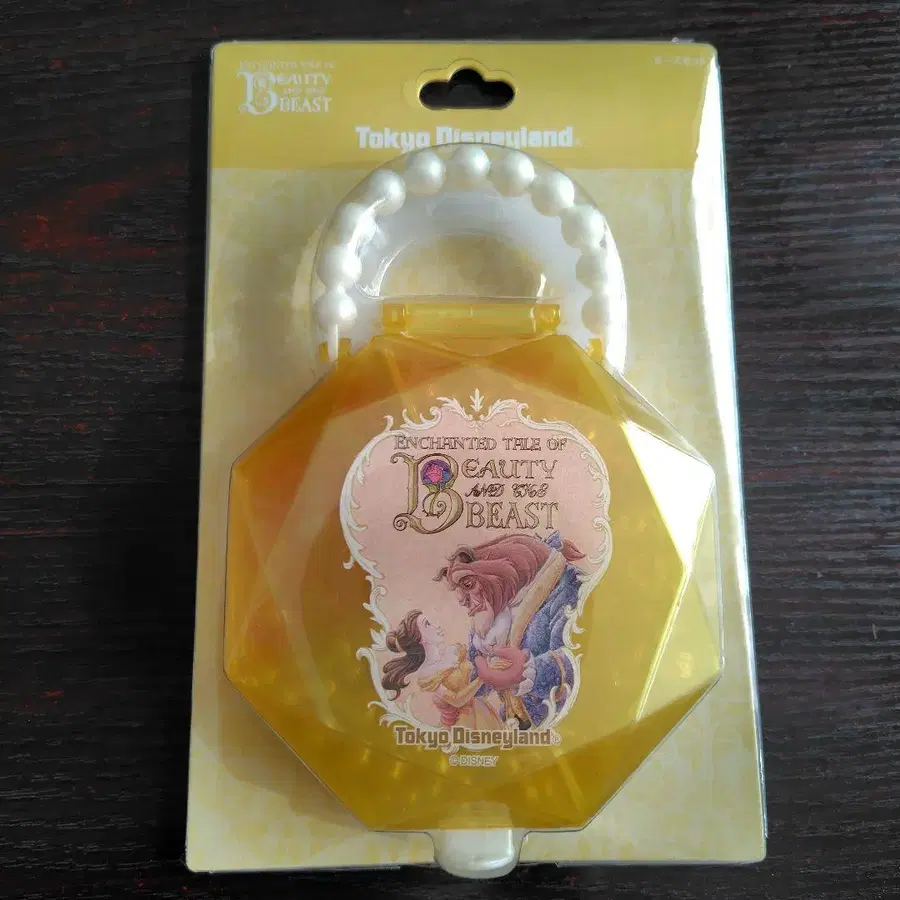 ENCHANTED TALE OF
BEAUTY
AND THE
BEAST
Tokyo Disneyland®
ENCHANTED TALE OF
BEAUTY
AND THE
BEAST
Tokyo Disneyland®
© DISNEY